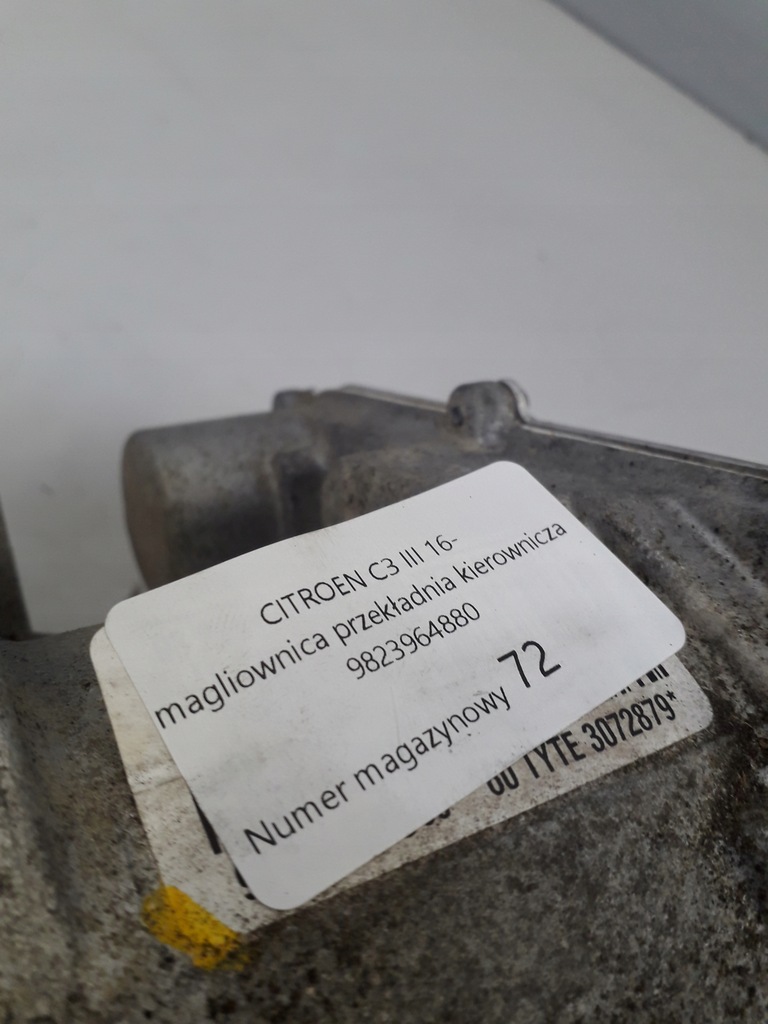 CITROEN C3 III 16-
magliownica przekładnia kierownicza
9823964880
Numer magazynowy 72
TYTE 3072879*